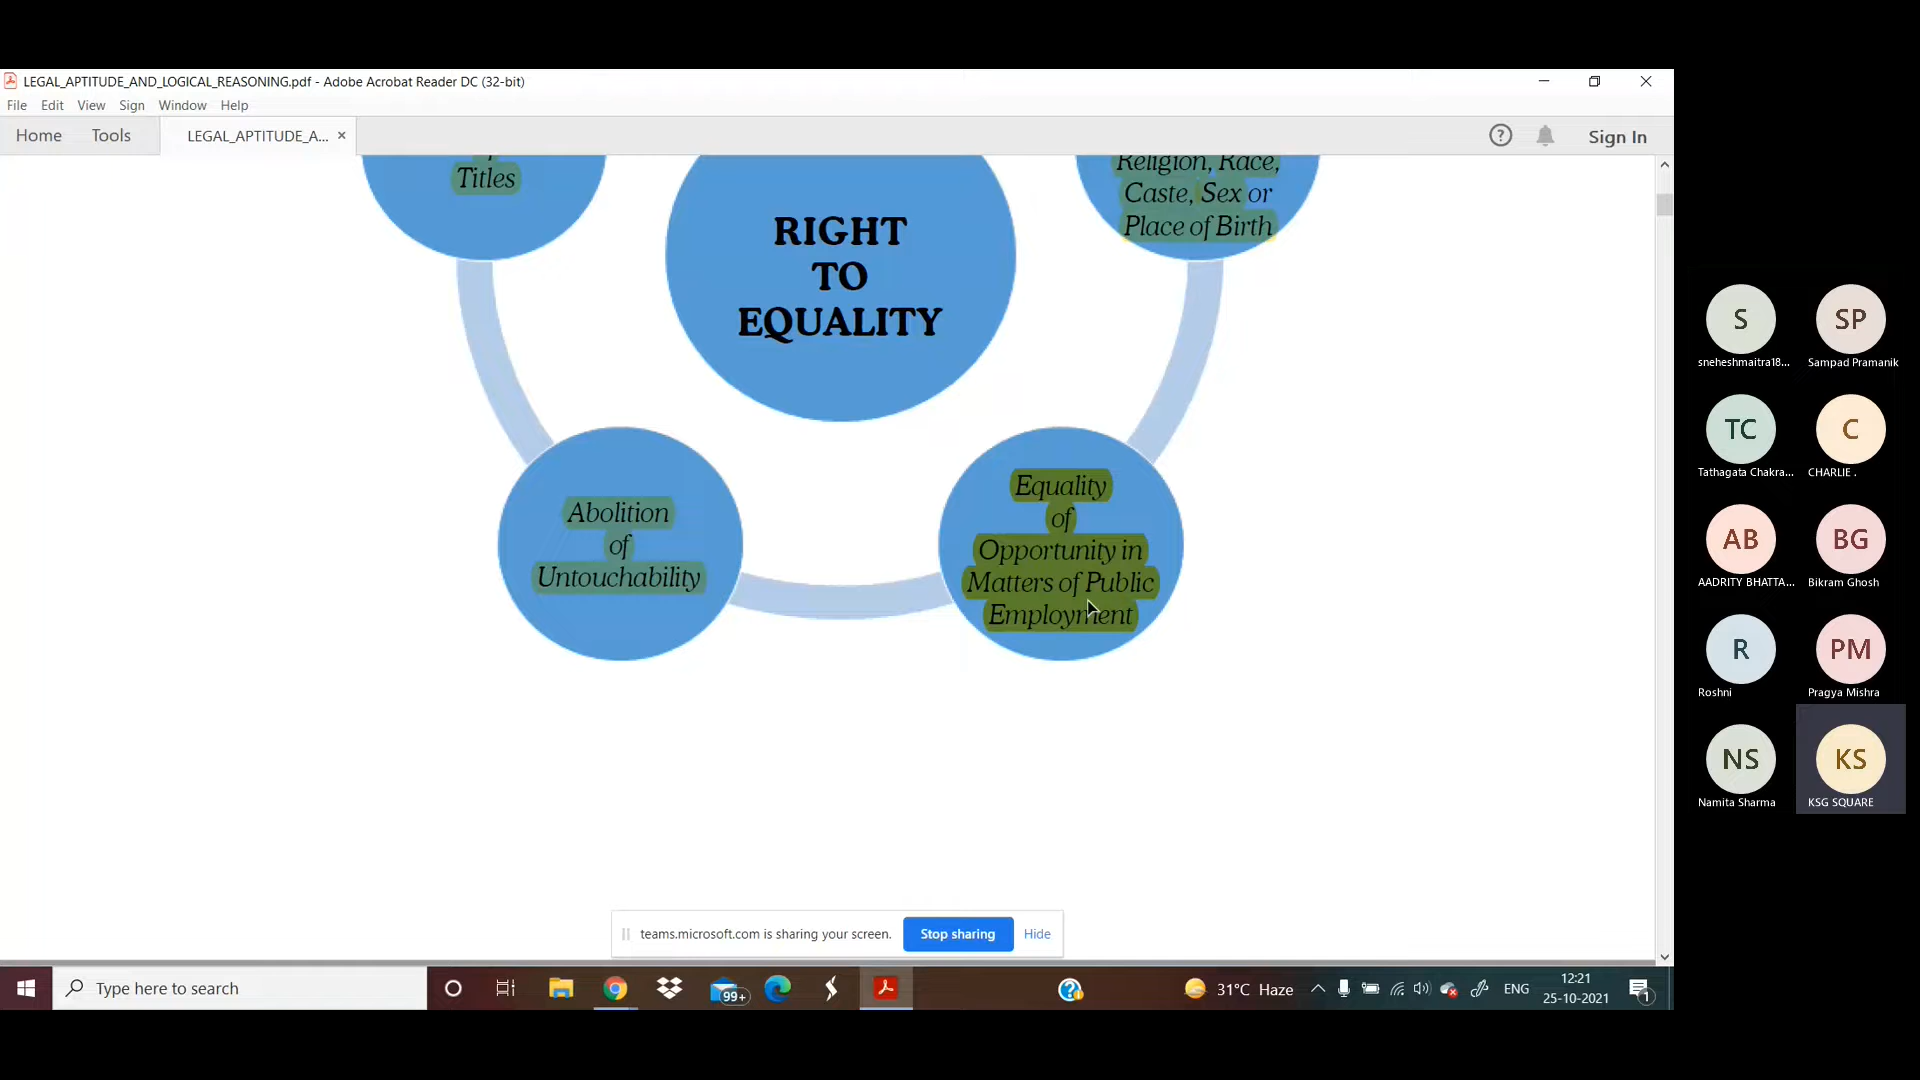 LEGAL_APTITUDE_AND_LOGICAL_REASONING.pdf - Adobe Acrobat Reader DC (32-bit)
File Edit View Sign Window Help
Home Tools LEGAL_APTITUDE_A... × Sign In
Titles
Religion, Race,
Caste, Sex or
Place of Birth
RIGHT
TO
EQUALITY
Abolition
of
Untouchability
Equality
of
Opportunity in
Matters of Public
Employment
S
sneheshmaitra18...
SP
Sampad Pramanik
TC
Tathagata Chakra...
C
CHARLIE .
AB
AADRITY BHATTA...
BG
Bikram Ghosh
R
Roshni
PM
Pragya Mishra
NS
Namita Sharma
KS
KSG SQUARE
teams.microsoft.com is sharing your screen. Stop sharing Hide
Type here to search
99+
31°C Haze
ENG
12:21
25-10-2021
1